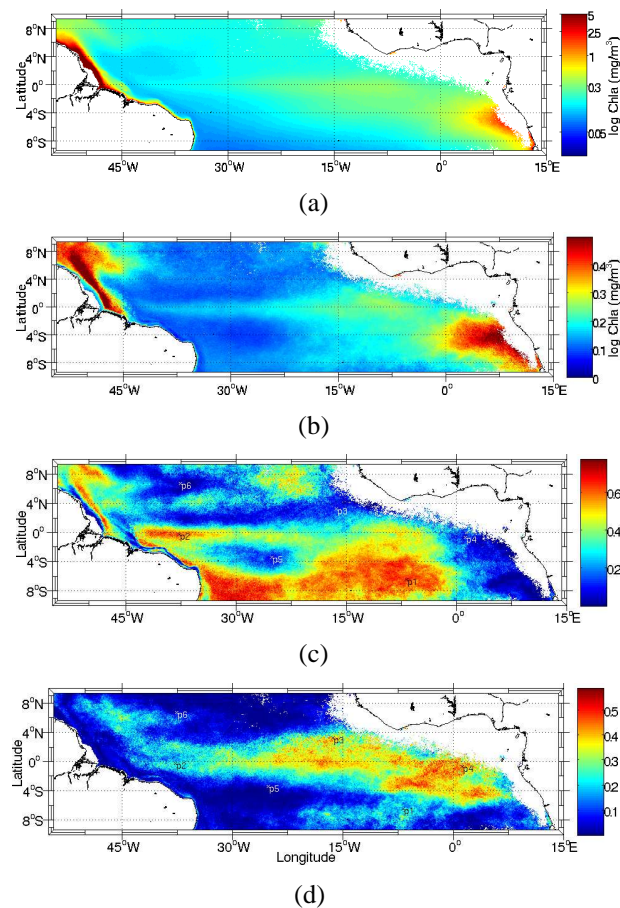 8°N
4°N
0°
4°S
8°S
Latitude
45°W
30°W
15°W
0°
15°E
5
25
1
0.3
0.05
log Chla (mg/m³)
(a)
8°N
4°N
0°
4°S
8°S
Latitude
45°W
30°W
15°W
0°
15°E
0.4
0.3
0.2
0.1
0
log Chla (mg/m³)
(b)
8°N
4°N
0°
4°S
8°S
Latitude
p6
p3
p2
p4
p5
p1
45°W
30°W
15°W
0°
15°E
0.6
0.4
0.2
(c)
8°N
4°N
0°
4°S
8°S
Latitude
p6
p3
p2
p4
p5
p1
45°W
30°W
15°W
0°
15°E
Longitude
0.5
0.4
0.3
0.2
0.1
(d)